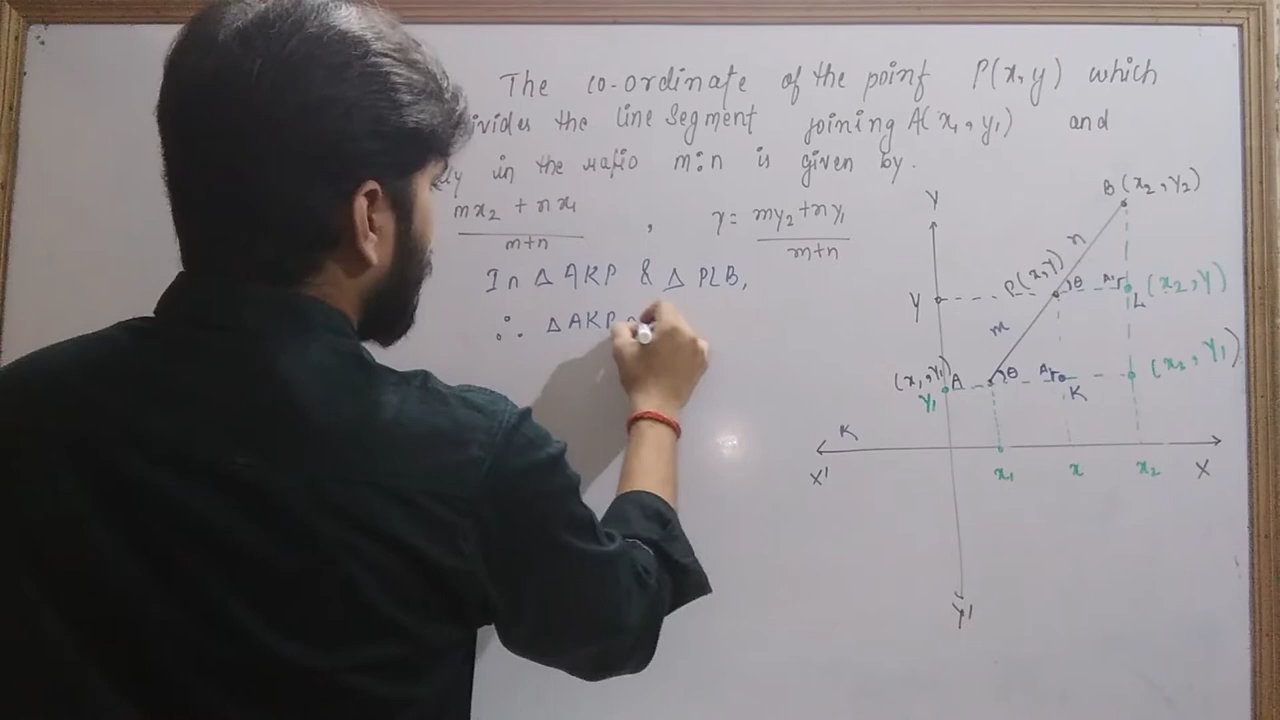 The co-ordinate of the point P(x,y) which
ivides the line segment joining A(x₁, y₁) and
in the ratio m:n is given by.
mx₂ + nx₁ / m+n , y = my₂ + ny₁ / m+n
In Δ AKP & Δ PLB,
∴ Δ AKP
Y
B (x₂, y₂)
n
P(x,y)
θ
Y
L (x₂, y)
m
(x₁, y₁) A
θ
K
(x₂, y₁)
y₁
K
X'
x₁
x
x₂
X
Y'